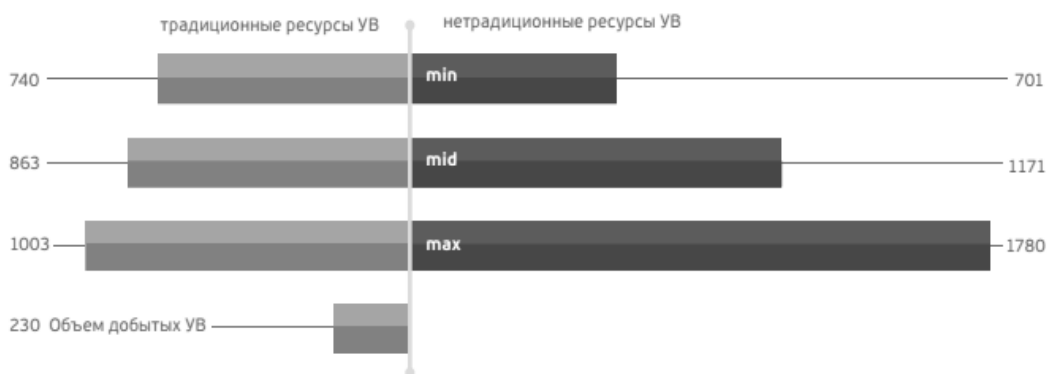 традиционные ресурсы УВ нетрадиционные ресурсы УВ
740 min 701
863 mid 1171
1003 max 1780
230 Объем добытых УВ